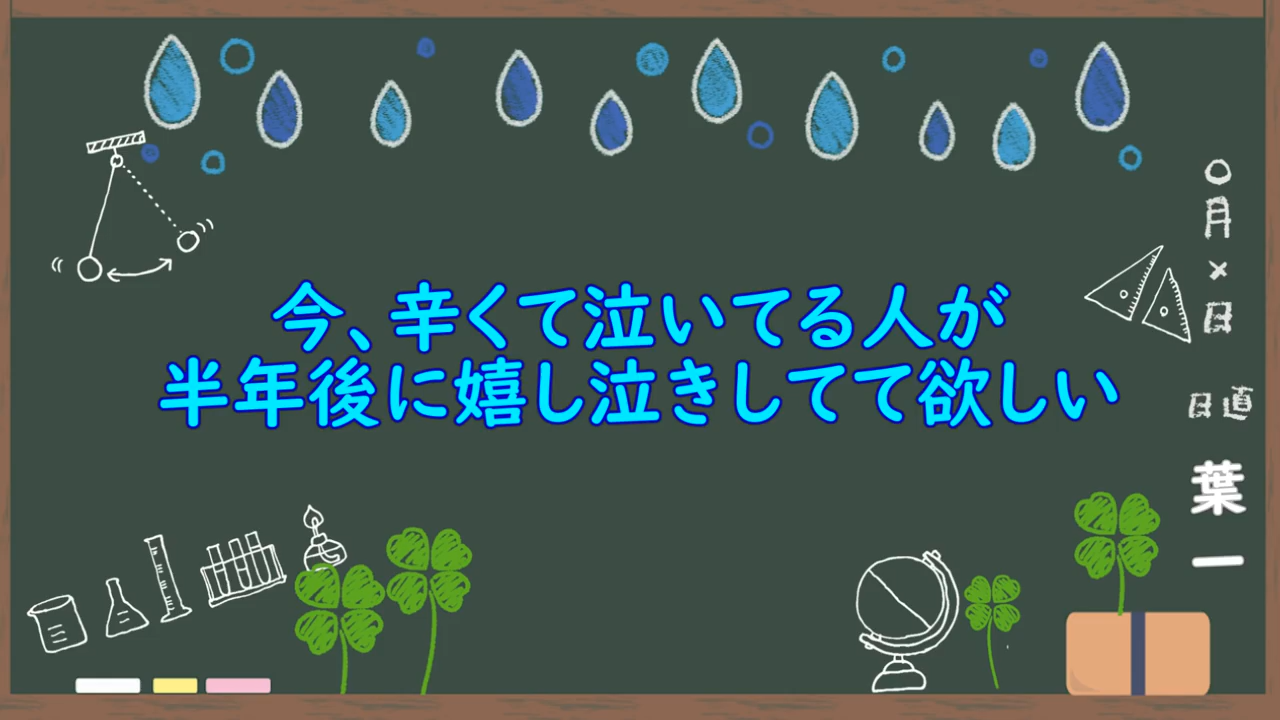 今、辛くて泣いてる人が
半年後に嬉し泣きしてて欲しい
〇月×日
日直
葉一